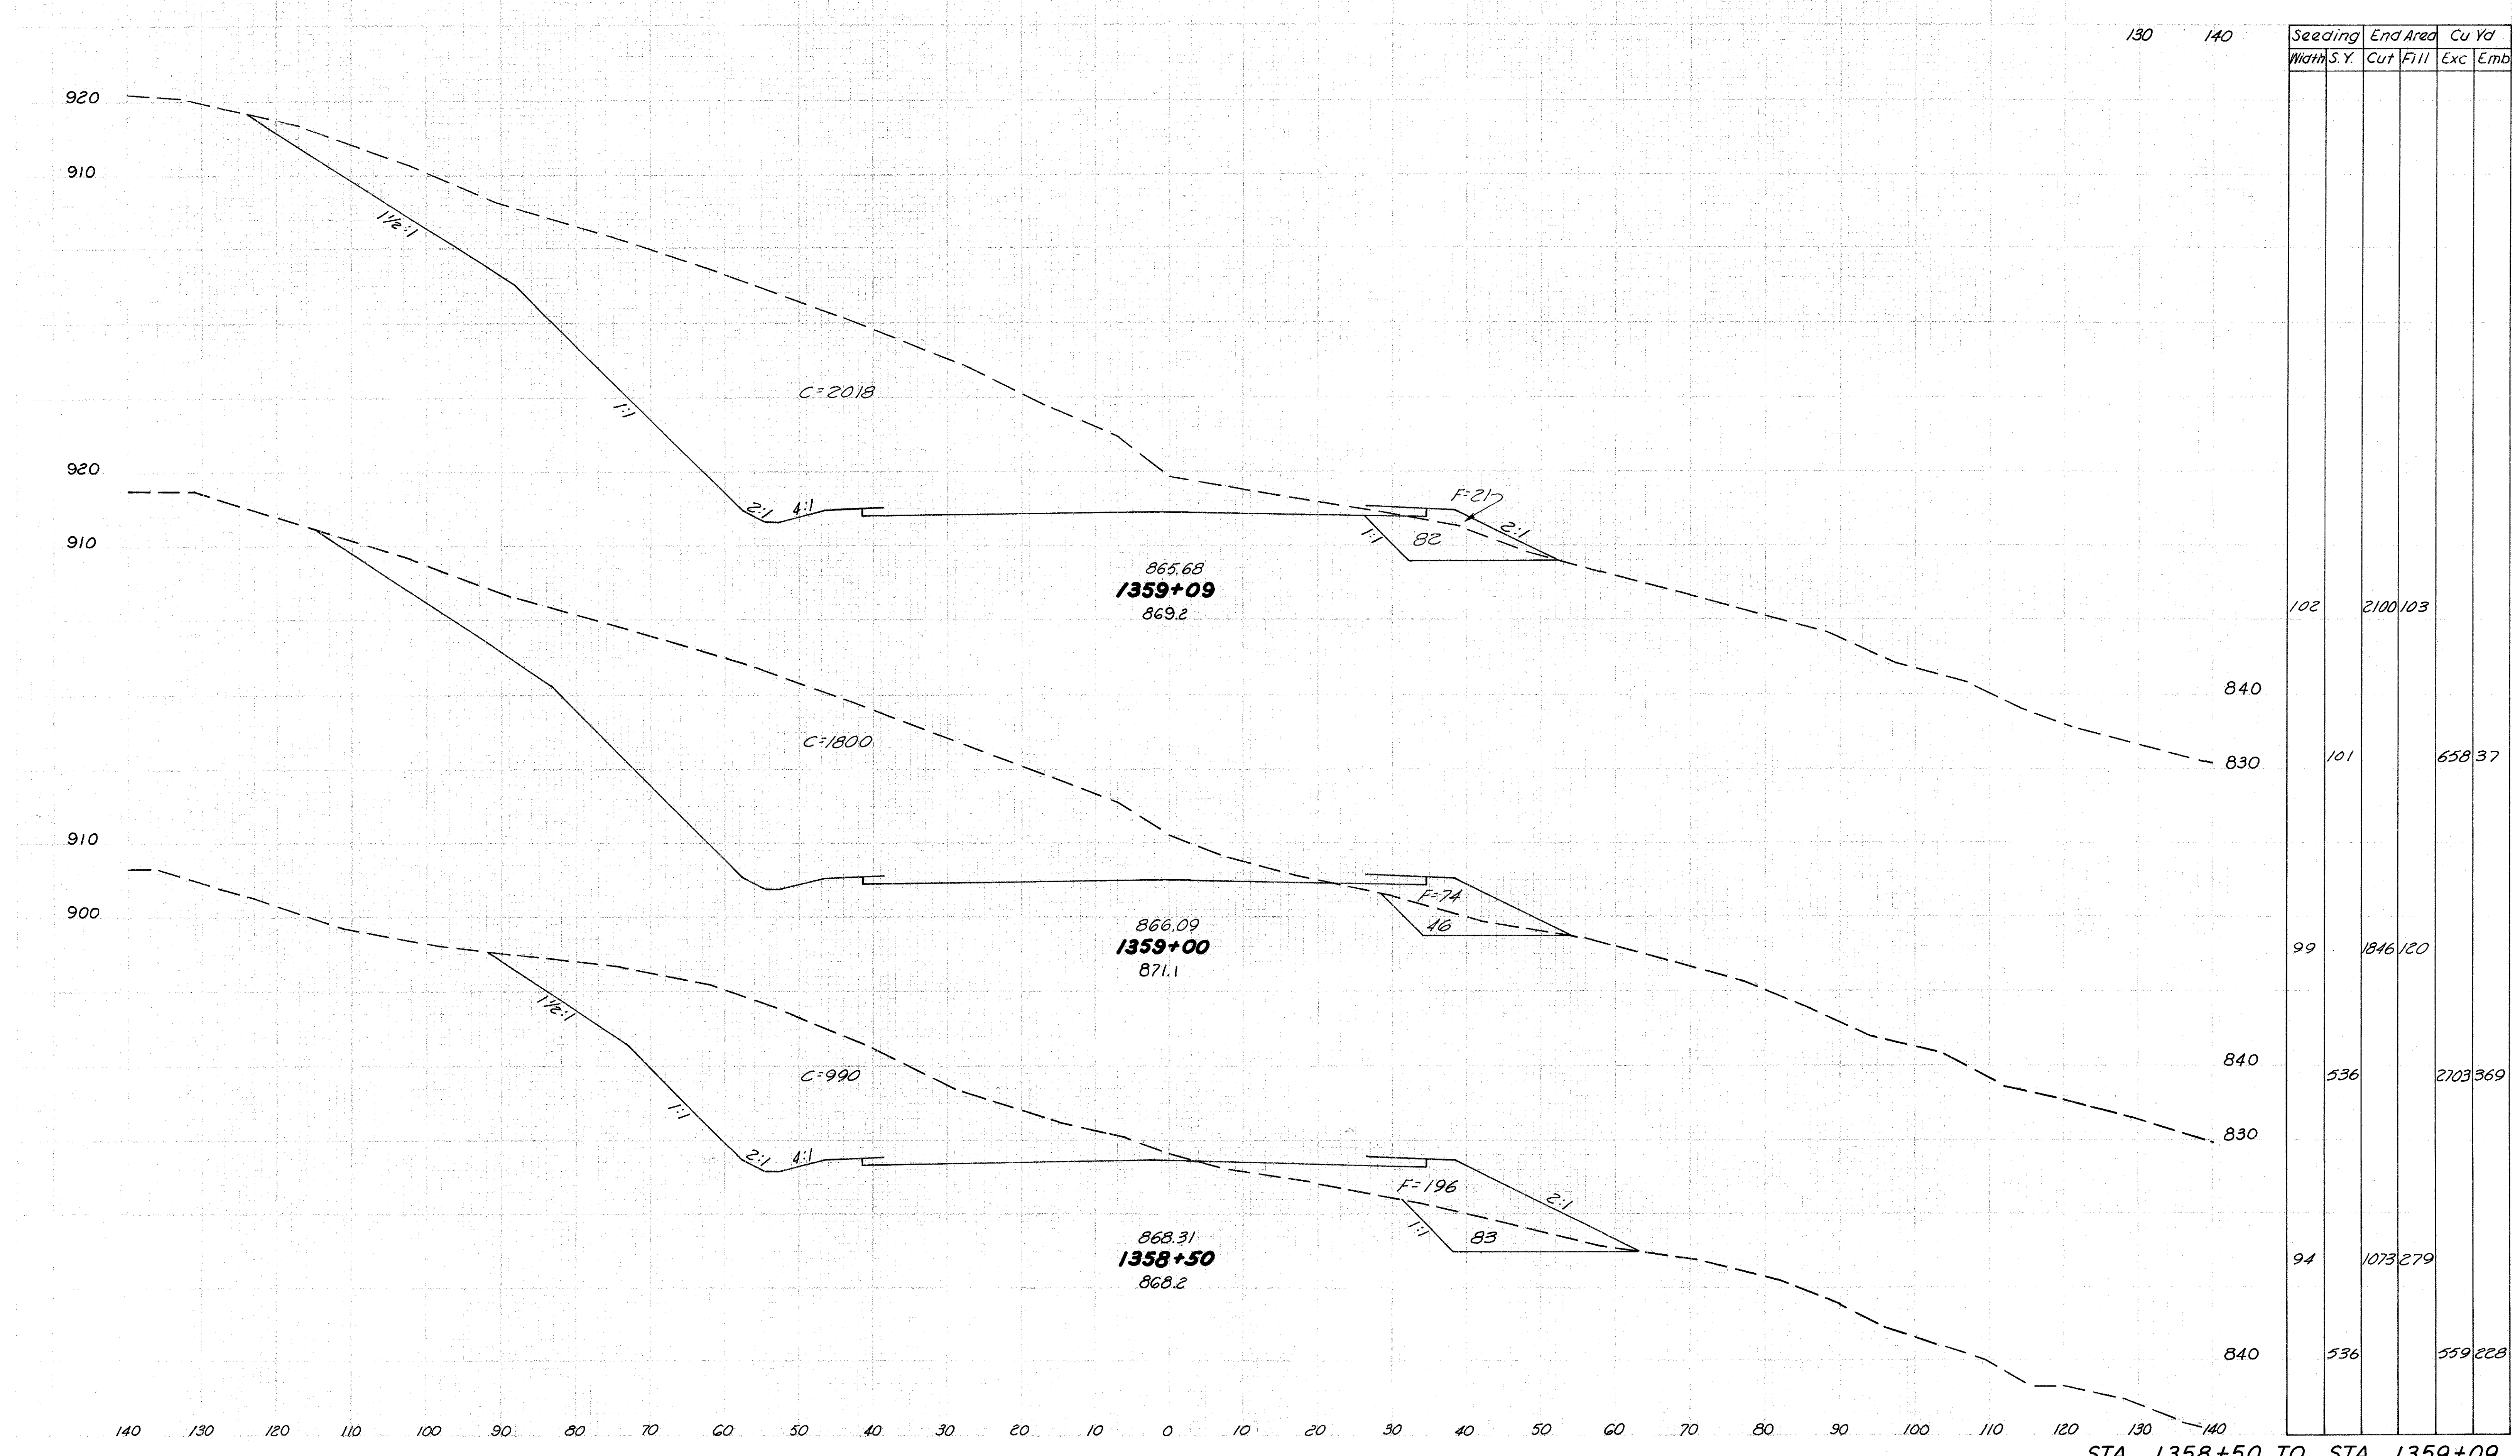 130 140
Seeding End Area Cu Yd
Width S.Y. Cut Fill Exc Emb
920
910
1½:1
1:1
C=2018
920
2:1 4:1
F=21
2:1
1:1 82
910
865.68
1359+09
869.2
102 2100 103
840
C=1800
830
101 658 37
910
F=74
46
900
866.09
1359+00
871.1
99 1846 120
1½:1
C=990
840
536 2703 369
1:1
830
2:1 4:1
F=196
2:1
1:1 83
868.31
1358+50
868.2
94 1073 279
840
536 559 228
140 130 120 110 100 90 80 70 60 50 40 30 20 10 0 10 20 30 40 50 60 70 80 90 100 110 120 130 140
STA. 1358+50 TO STA. 1359+09